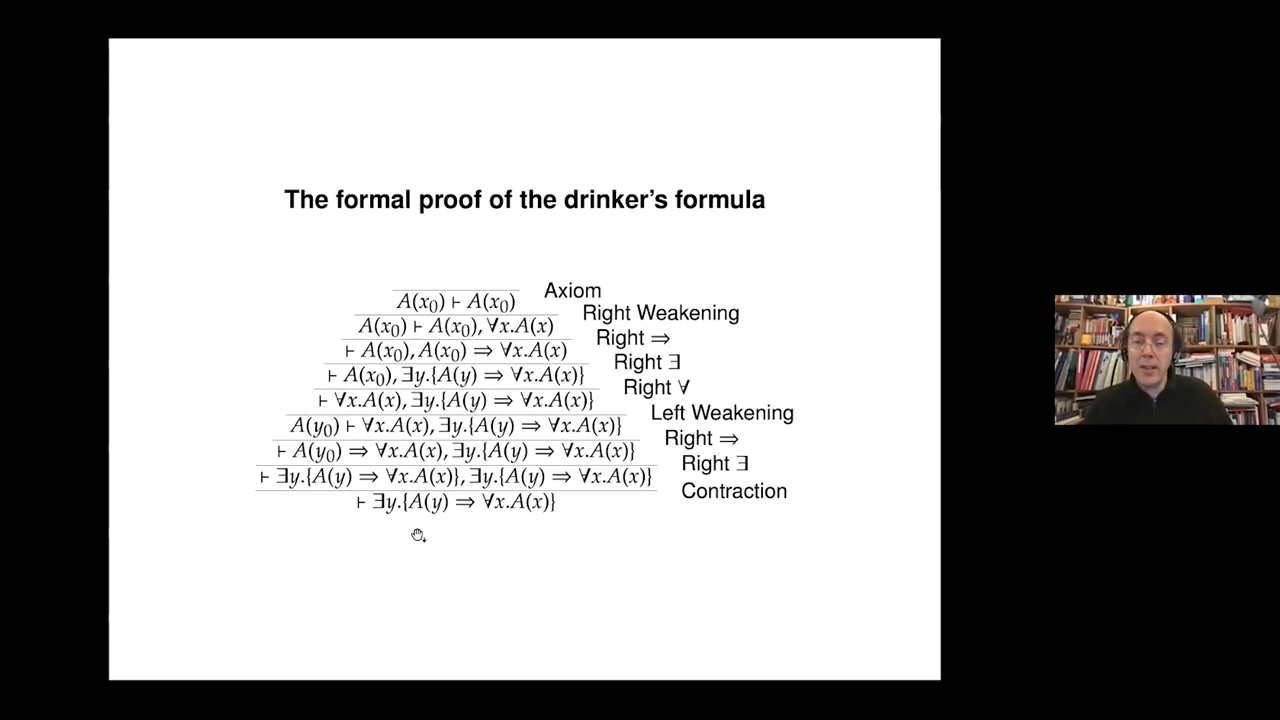 The formal proof of the drinker's formula
Axiom
A(x₀) ⊢ A(x₀)
Right Weakening
A(x₀) ⊢ A(x₀), ∀x.A(x)
Right ⇒
⊢ A(x₀), A(x₀) ⇒ ∀x.A(x)
Right ∃
⊢ A(x₀), ∃y.{A(y) ⇒ ∀x.A(x)}
Right ∀
⊢ ∀x.A(x), ∃y.{A(y) ⇒ ∀x.A(x)}
Left Weakening
A(y₀) ⊢ ∀x.A(x), ∃y.{A(y) ⇒ ∀x.A(x)}
Right ⇒
⊢ A(y₀) ⇒ ∀x.A(x), ∃y.{A(y) ⇒ ∀x.A(x)}
Right ∃
⊢ ∃y.{A(y) ⇒ ∀x.A(x)}, ∃y.{A(y) ⇒ ∀x.A(x)}
Contraction
⊢ ∃y.{A(y) ⇒ ∀x.A(x)}